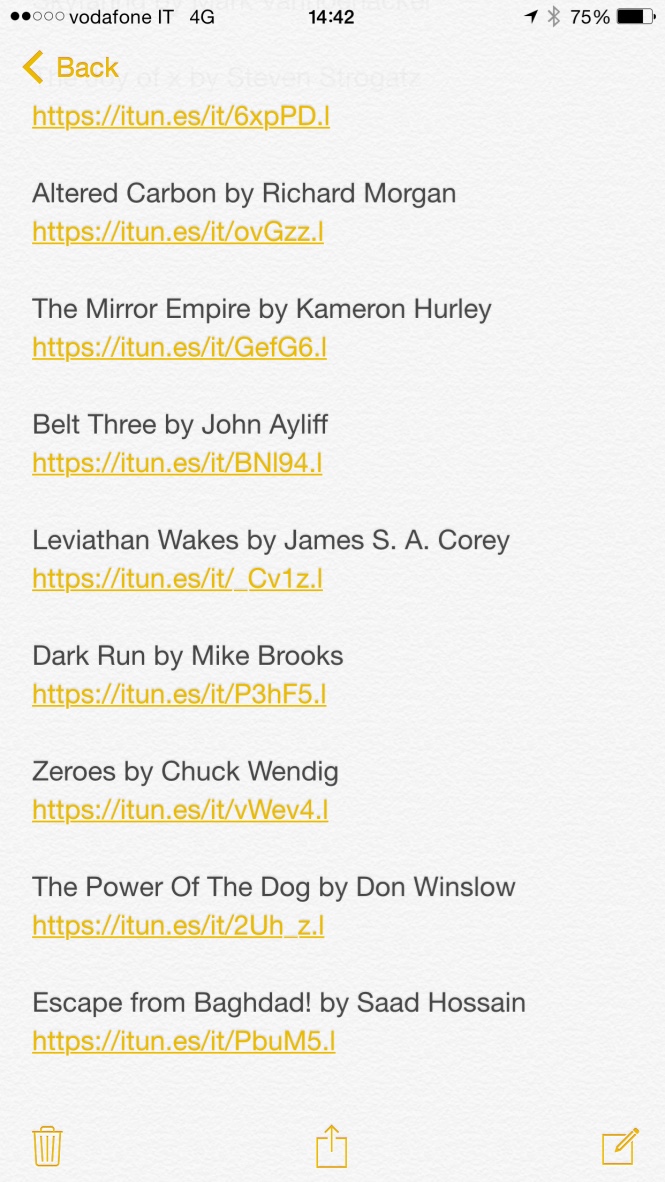 Skyfaring by Mark Vanhoenacker
vodafone IT 4G 14:42 75%
Back
The Joy of x by Steven Strogatz
https://itun.es/it/6xpPD.l
Altered Carbon by Richard Morgan
https://itun.es/it/ovGzz.l
The Mirror Empire by Kameron Hurley
https://itun.es/it/GefG6.l
Belt Three by John Ayliff
https://itun.es/it/BNl94.l
Leviathan Wakes by James S. A. Corey
https://itun.es/it/_Cv1z.l
Dark Run by Mike Brooks
https://itun.es/it/P3hF5.l
Zeroes by Chuck Wendig
https://itun.es/it/vWev4.l
The Power Of The Dog by Don Winslow
https://itun.es/it/2Uh_z.l
Escape from Baghdad! by Saad Hossain
https://itun.es/it/PbuM5.l